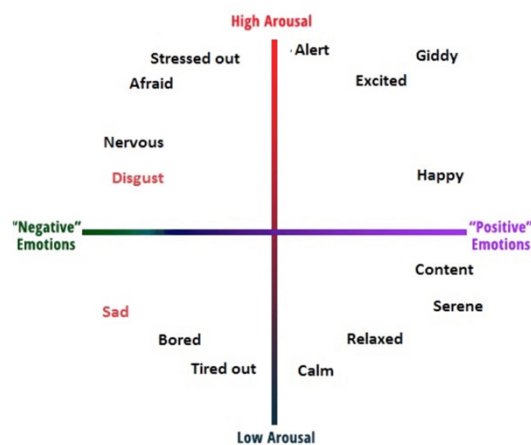 High Arousal
Stressed out
Alert
Giddy
Afraid
Excited
Nervous
Disgust
Happy
"Negative"
Emotions
"Positive"
Emotions
Content
Sad
Serene
Bored
Relaxed
Tired out
Calm
Low Arousal